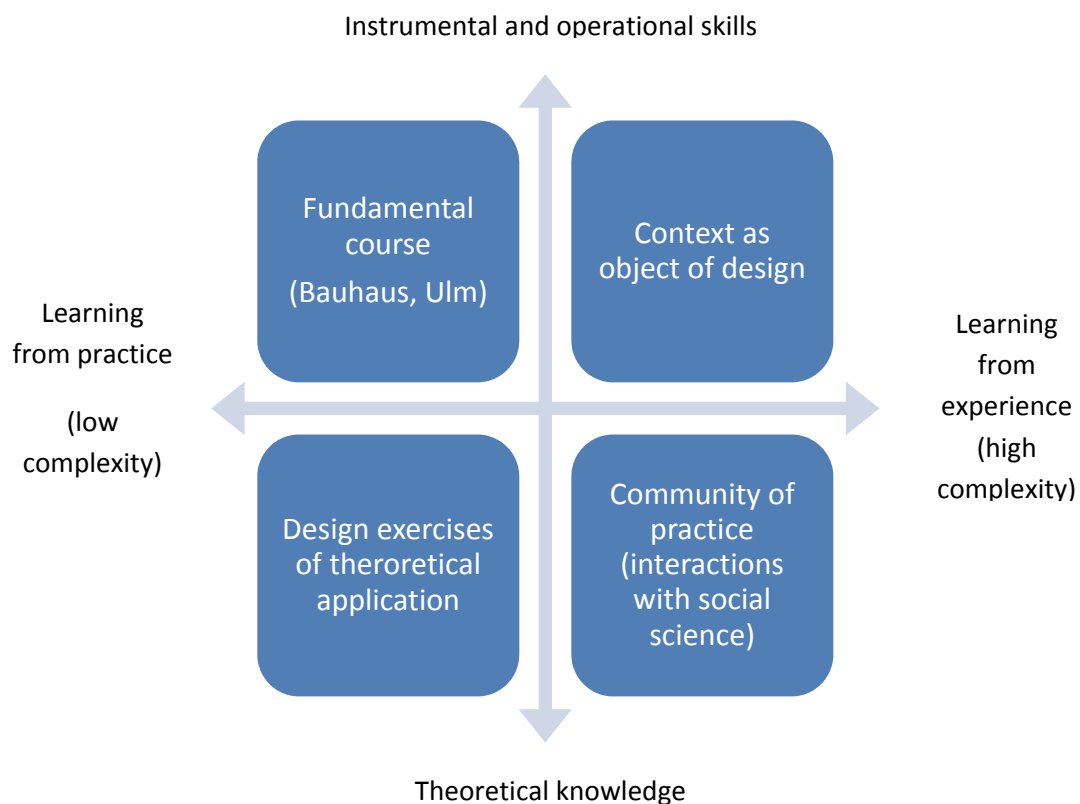 Instrumental and operational skills
Fundamental
course
(Bauhaus, Ulm)
Context as
object of design
Learning
from practice
(low
complexity)
Learning
from
experience
(high
complexity)
Design exercises
of theroretical
application
Community of
practice
(interactions
with social
science)
Theoretical knowledge